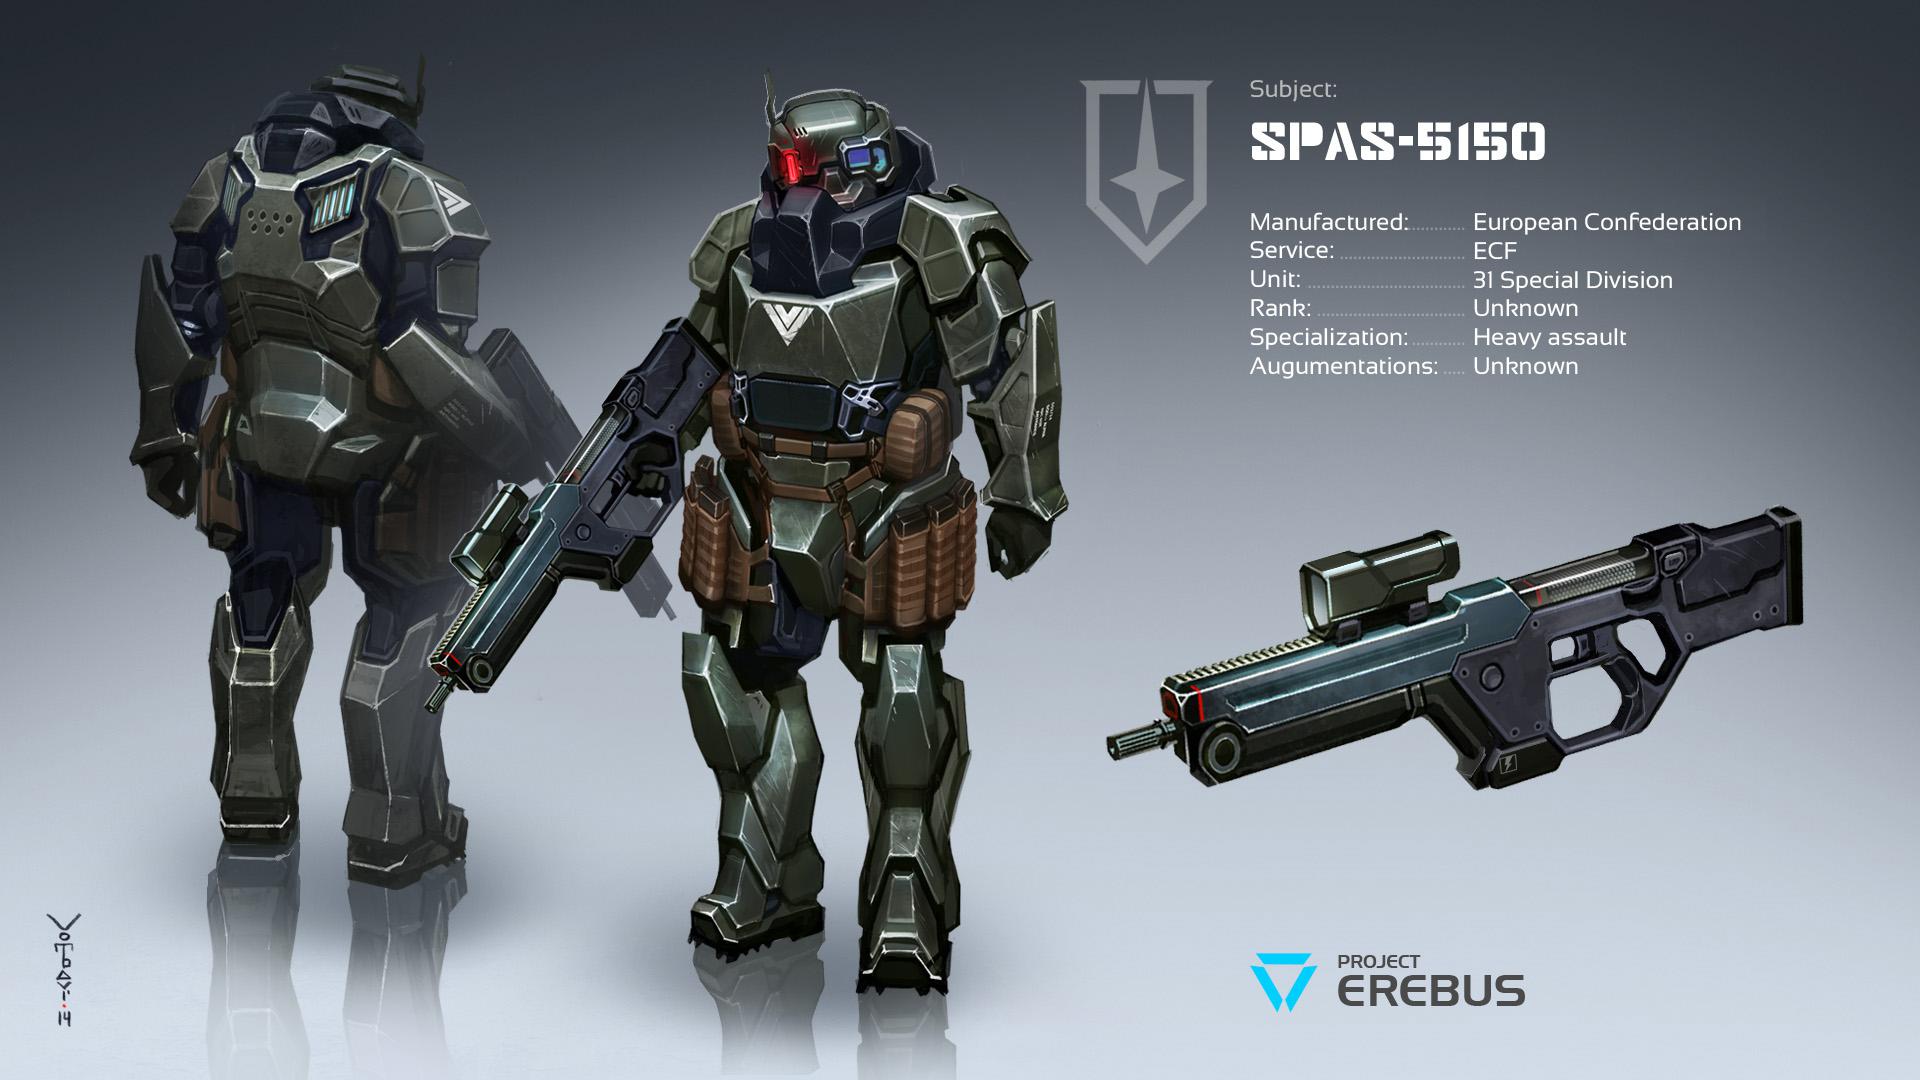 Subject:
SPAS-5150
Manufactured: European Confederation
Service: ECF
Unit: 31 Special Division
Rank: Unknown
Specialization: Heavy assault
Augumentations: Unknown
PROJECT
EREBUS
14